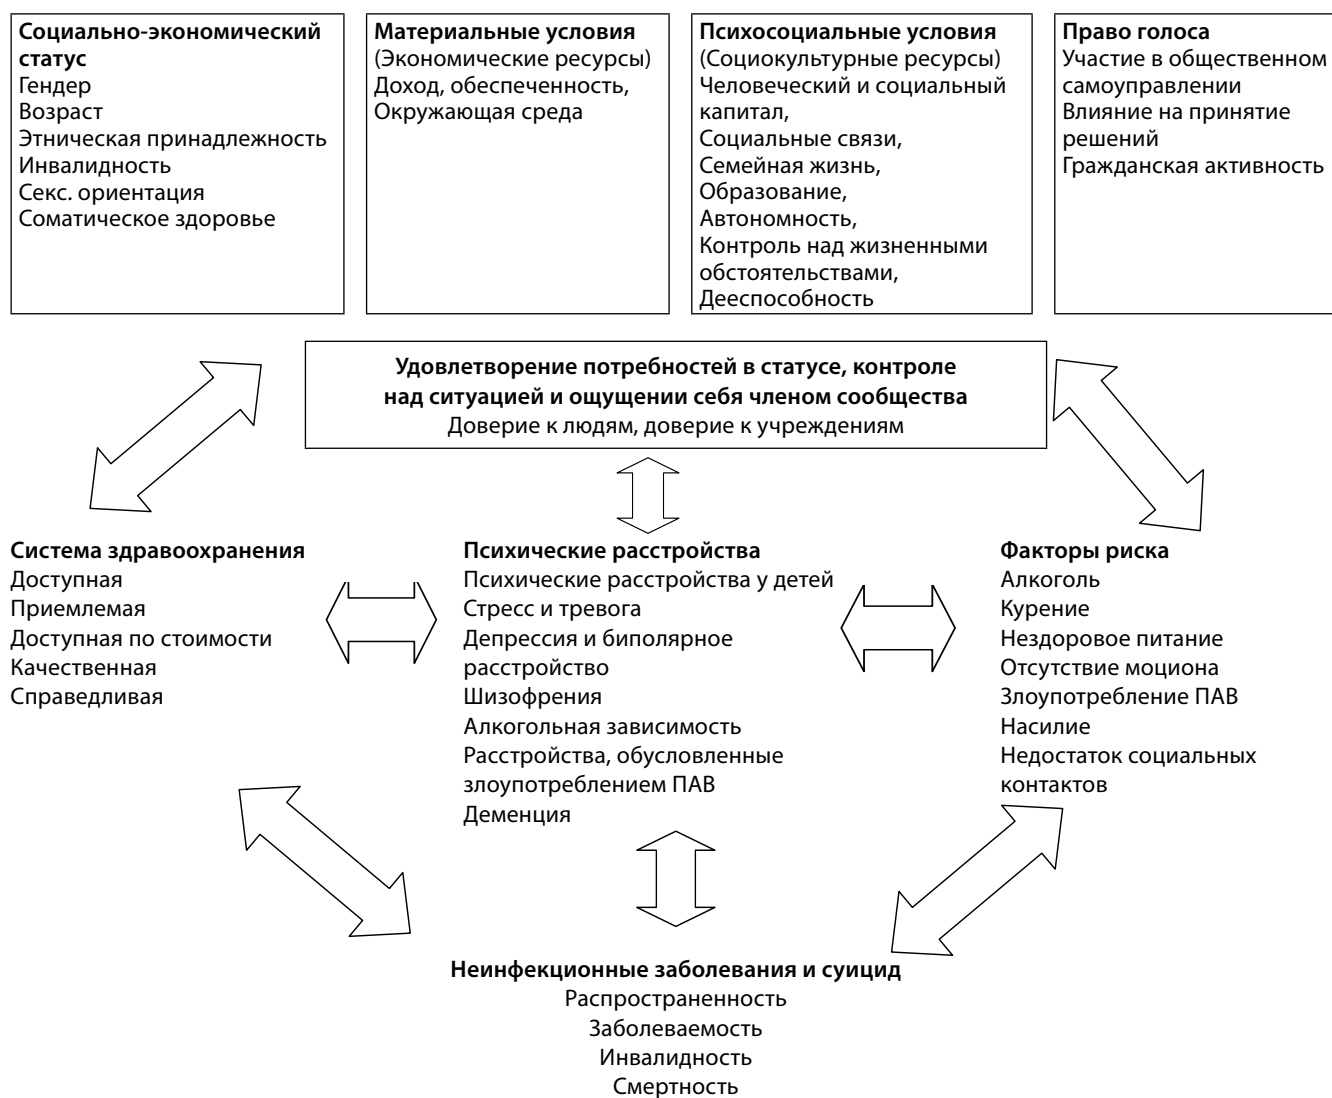 Социально-экономический
статус
Гендер
Возраст
Этническая принадлежность
Инвалидность
Секс. ориентация
Соматическое здоровье
Материальные условия
(Экономические ресурсы)
Доход, обеспеченность,
Окружающая среда
Психосоциальные условия
(Социокультурные ресурсы)
Человеческий и социальный
капитал,
Социальные связи,
Семейная жизнь,
Образование,
Автономность,
Контроль над жизненными
обстоятельствами,
Дееспособность
Право голоса
Участие в общественном
самоуправлении
Влияние на принятие
решений
Гражданская активность
Удовлетворение потребностей в статусе, контроле
над ситуацией и ощущении себя членом сообщества
Доверие к людям, доверие к учреждениям
Система здравоохранения
Доступная
Приемлемая
Доступная по стоимости
Качественная
Справедливая
Психические расстройства
Психические расстройства у детей
Стресс и тревога
Депрессия и биполярное
расстройство
Шизофрения
Алкогольная зависимость
Расстройства, обусловленные
злоупотреблением ПАВ
Деменция
Факторы риска
Алкоголь
Курение
Нездоровое питание
Отсутствие моциона
Злоупотребление ПАВ
Насилие
Недостаток социальных
контактов
Неинфекционные заболевания и суицид
Распространенность
Заболеваемость
Инвалидность
Смертность